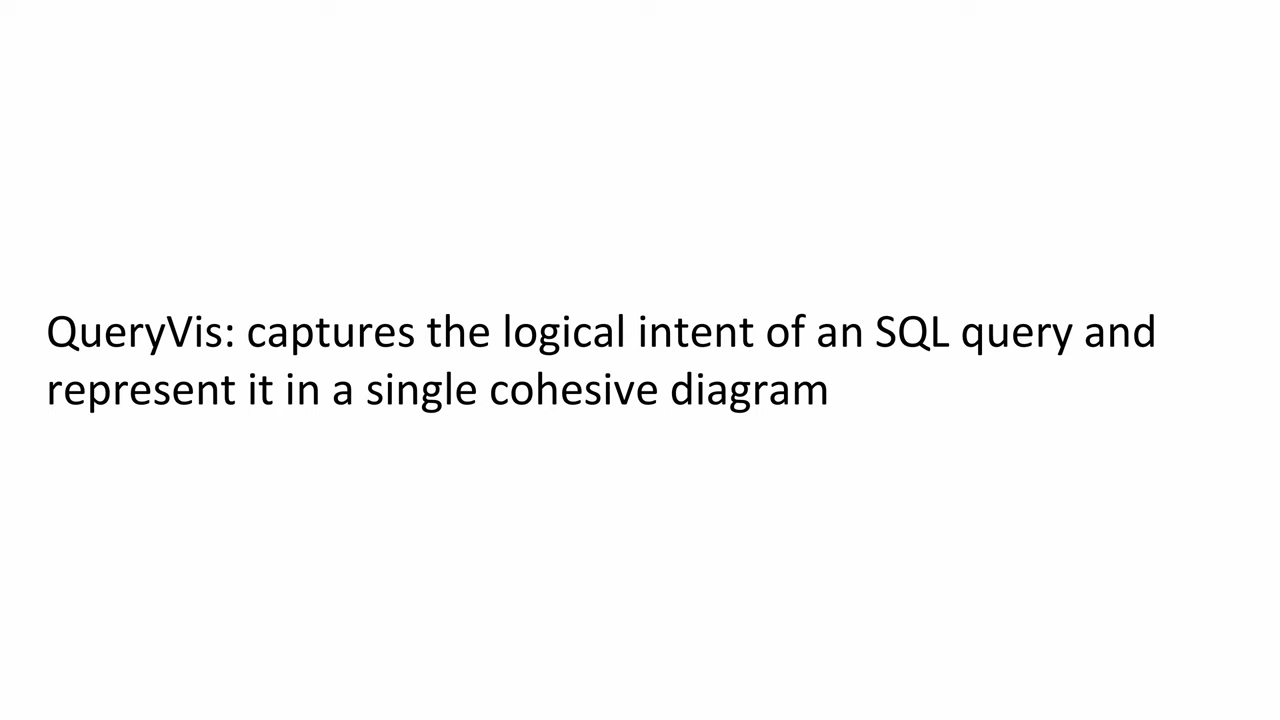 QueryVis: captures the logical intent of an SQL query and
represent it in a single cohesive diagram